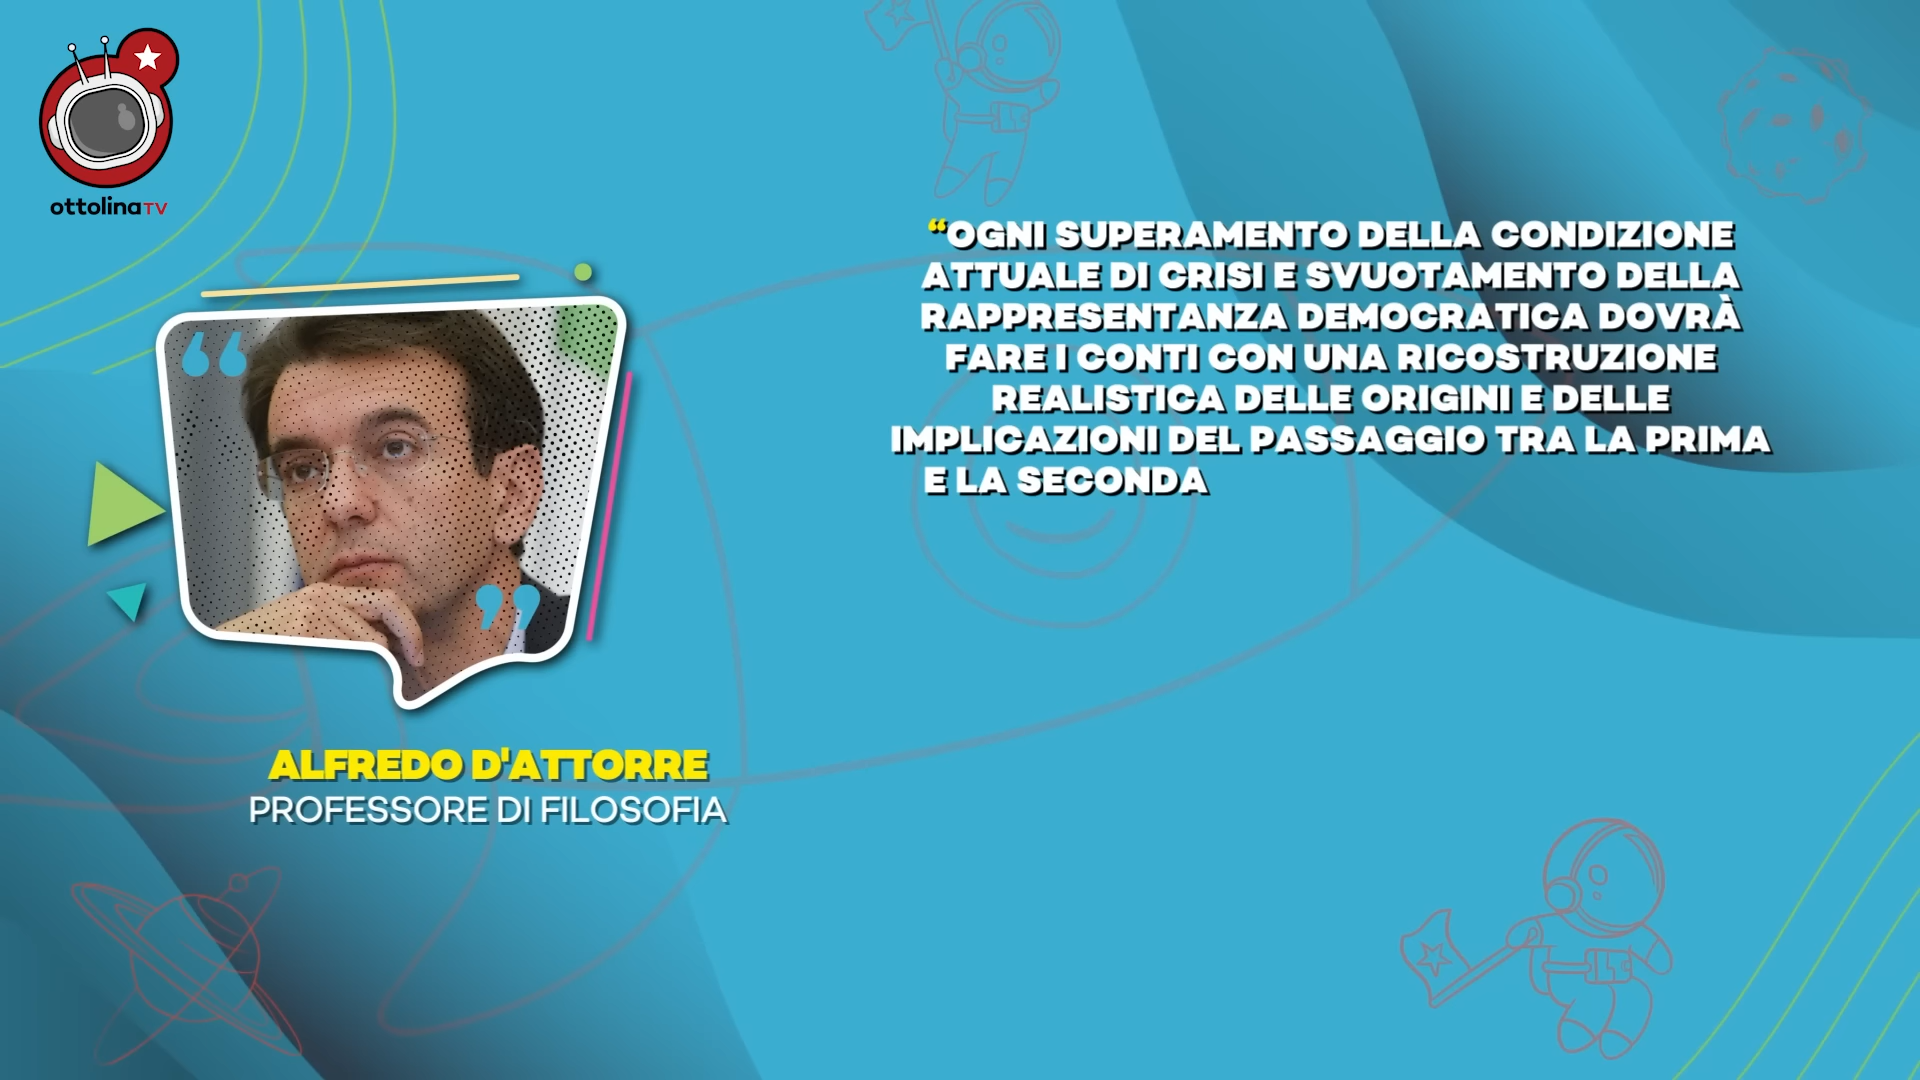 ottolinaTV
“OGNI SUPERAMENTO DELLA CONDIZIONE
ATTUALE DI CRISI E SVUOTAMENTO DELLA
RAPPRESENTANZA DEMOCRATICA DOVRÀ
FARE I CONTI CON UNA RICOSTRUZIONE
REALISTICA DELLE ORIGINI E DELLE
IMPLICAZIONI DEL PASSAGGIO TRA LA PRIMA
E LA SECONDA
ALFREDO D'ATTORRE
PROFESSORE DI FILOSOFIA